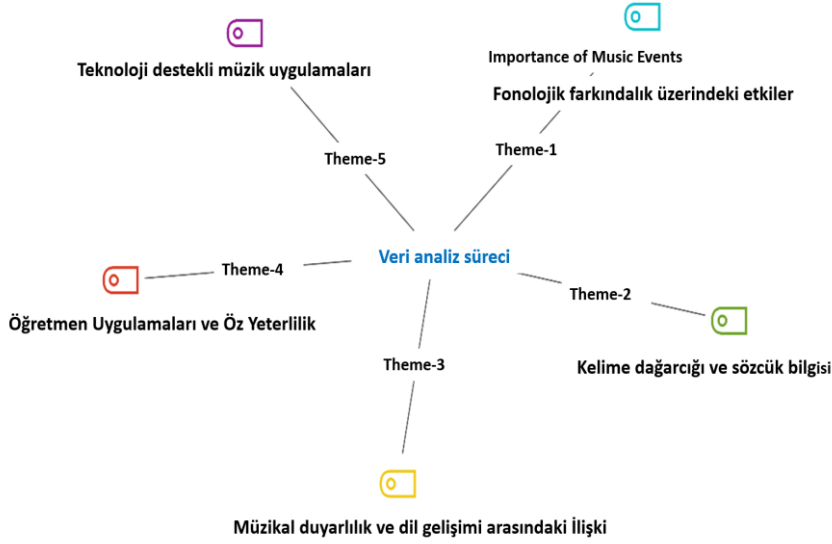 Teknoloji destekli müzik uygulamaları
Importance of Music Events
Fonolojik farkındalık üzerindeki etkiler
Theme-5
Theme-1
Veri analiz süreci
Theme-4
Theme-2
Öğretmen Uygulamaları ve Öz Yeterlilik
Theme-3
Kelime dağarcığı ve sözcük bilgisi
Müzikal duyarlılık ve dil gelişimi arasındaki İlişki